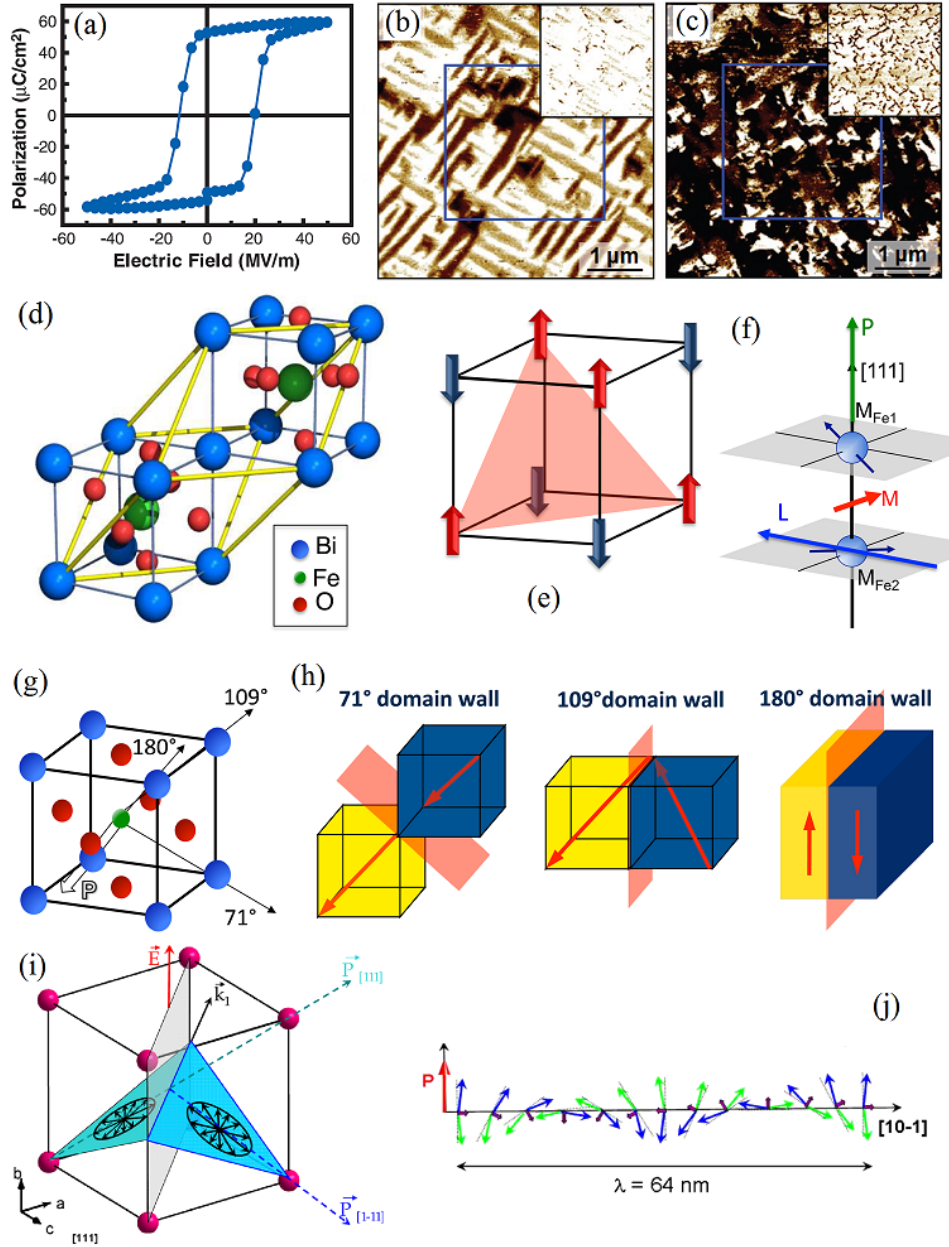 (a)
Polarization (μC/cm²)
60
40
20
0
-20
-40
-60
-60 -40 -20 0 20 40 60
Electric Field (MV/m)
(b)
1 μm
(c)
1 μm
(d)
Bi
Fe
O
(e)
(f)
P
[111]
M Fe1
M
L
M Fe2
(g)
109°
180°
P
71°
(h)
71° domain wall
109°domain wall
180° domain wall
(i)
E
k₁
P [111]
P [1-11]
b
a
c
[111]
(j)
P
[10-1]
λ = 64 nm